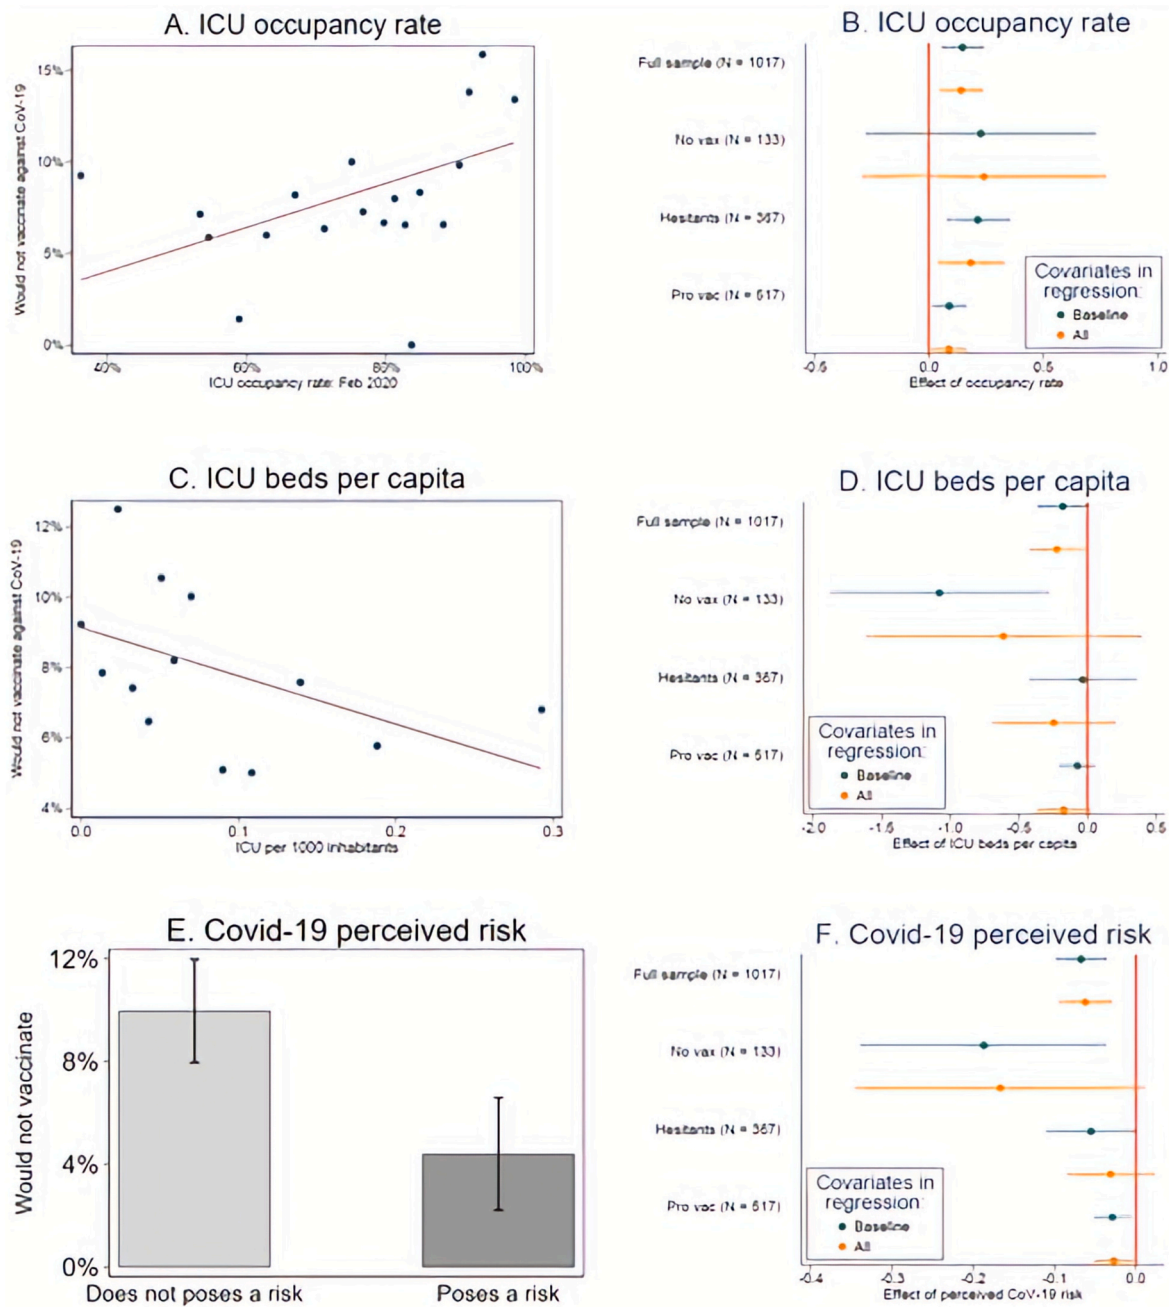 A. ICU occupancy rate
Would not vaccinate against CoV-19
15%
10%
5%
0%
40%
60%
80%
100%
ICU occupancy rate: Feb 2020
B. ICU occupancy rate
Full sample (N = 1017)
No vax (N = 133)
Hesitants (N = 367)
Pro vac (N = 517)
Covariates in
regression:
Baseline
All
-0.5
0.0
0.5
1.0
Effect of occupancy rate
C. ICU beds per capita
Would not vaccinate against CoV-19
12%
10%
8%
6%
4%
0.0
0.1
0.2
0.3
ICU per 1000 inhabitants
D. ICU beds per capita
Full sample (N = 1017)
No vax (N = 133)
Hesitants (N = 367)
Pro vac (N = 517)
Covariates in
regression:
Baseline
All
-2.0
-1.5
-1.0
-0.5
0.0
0.5
Effect of ICU beds per capita
E. Covid-19 perceived risk
Would not vaccinate
12%
8%
4%
0%
Does not poses a risk
Poses a risk
F. Covid-19 perceived risk
Full sample (N = 1017)
No vax (N = 133)
Hesitants (N = 367)
Pro vac (N = 517)
Covariates in
regression:
Baseline
All
-0.4
-0.3
-0.2
-0.1
0.0
Effect of perceived CoV-19 risk